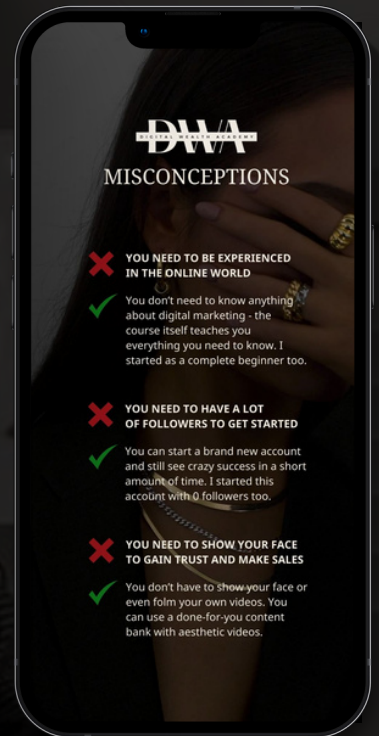 DWA
DIGITAL WEALTH ACADEMY
MISCONCEPTIONS
YOU NEED TO BE EXPERIENCED
IN THE ONLINE WORLD
You don't need to know anything
about digital marketing - the
course itself teaches you
everything you need to know. I
started as a complete beginner too.
YOU NEED TO HAVE A LOT
OF FOLLOWERS TO GET STARTED
You can start a brand new account
and still see crazy success in a short
amount of time. I started this
account with 0 followers too.
YOU NEED TO SHOW YOUR FACE
TO GAIN TRUST AND MAKE SALES
You don't have to show your face or
even folm your own videos. You
can use a done-for-you content
bank with aesthetic videos.